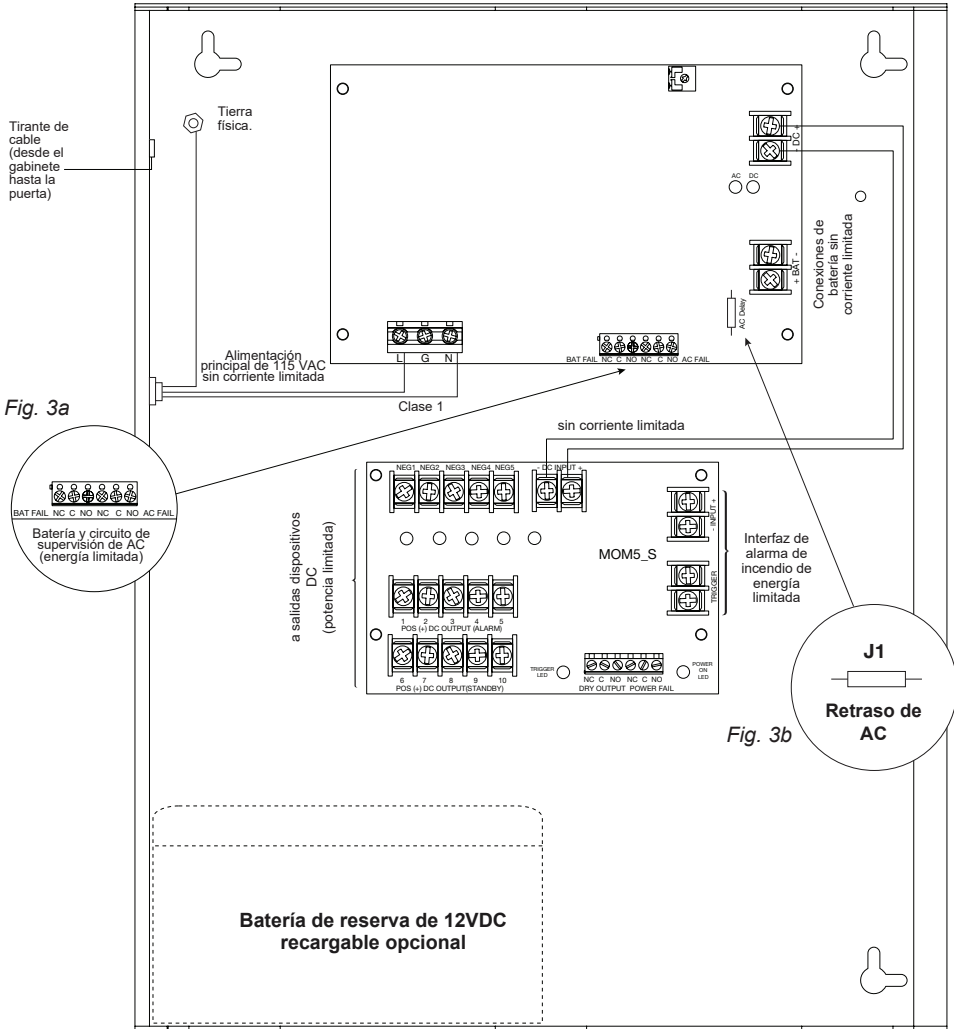 Tirante de
cable
(desde el
gabinete
hasta la
puerta)
Tierra
física.
- DC +
AC DC
+ BAT -
AC Delay
Conexiones de
batería sin
corriente limitada
L G N
Alimentación
principal de 115 VAC
sin corriente limitada
Clase 1
BAT FAIL NC C NO NC C NO AC FAIL
Fig. 3a
BAT FAIL NC C NO NC C NO AC FAIL
Batería y circuito de
supervisión de AC
(energía limitada)
sin corriente limitada
NEG1 NEG2 NEG3 NEG4 NEG5
- DC INPUT +
- INPUT +
MOM5_S
TRIGGER
Interfaz de
alarma de
incendio de
energía
limitada
a salidas dispositivos
DC
(potencia limitada)
1 2 3 4 5
POS (+) DC OUTPUT (ALARM)
6 7 8 9 10
POS (+) DC OUTPUT(STANDBY)
TRIGGER
LED
NC C NO NC C NO
DRY OUTPUT POWER FAIL
POWER
ON
LED
J1
Retraso de
AC
Fig. 3b
Batería de reserva de 12VDC
recargable opcional